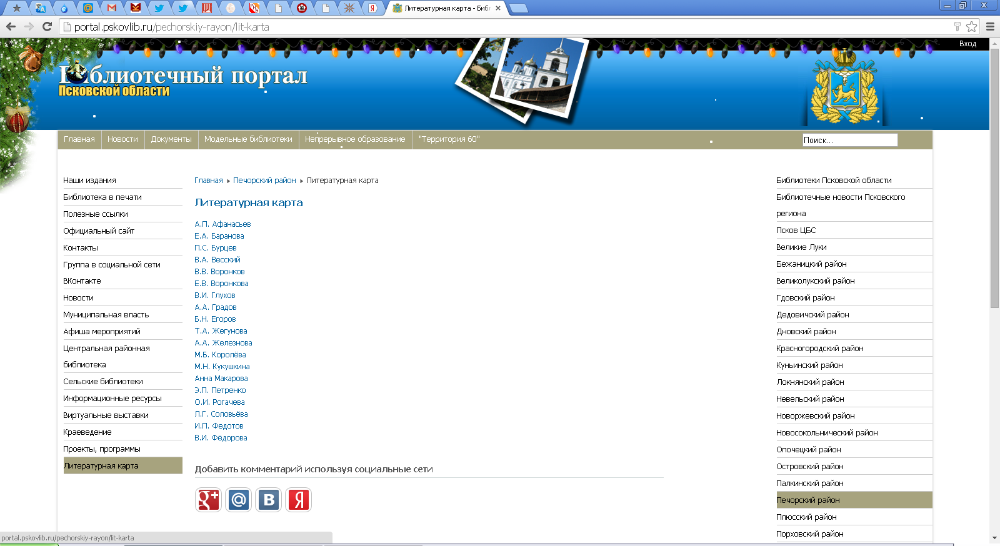 Литературная карта - Биб
portal.pskovlib.ru/pechorskiy-rayon/lit-karta
Вход
Библиотечный портал
Псковской области
Главная
Новости
Документы
Модельные библиотеки
Непрерывное образование
"Территория 60"
Поиск...
Наши издания
Библиотека в печати
Полезные ссылки
Официальный сайт
Контакты
Группа в социальной сети
ВКонтакте
Новости
Муниципальная власть
Афиша мероприятий
Центральная районная
библиотека
Сельские библиотеки
Информационные ресурсы
Виртуальные выставки
Краеведение
Проекты, программы
Литературная карта
Главная Печорский район Литературная карта
Литературная карта
А.П. Афанасьев
Е.А. Баранова
П.С. Бурцев
В.А. Весский
В.В. Воронков
Е.В. Воронкова
В.И. Глухов
А.А. Градов
Б.Н. Егоров
Т.А. Жегунова
А.А. Железнова
М.Б. Королёва
М.Н. Кукушкина
Анна Макарова
Э.П. Петренко
О.И. Рогачева
Л.Г. Соловьёва
И.П. Федотов
В.И. Фёдорова
Добавить комментарий используя социальные сети
g+ @ В Я
Библиотеки Псковской области
Библиотечные новости Псковского
региона
Псков ЦБС
Великие Луки
Бежаницкий район
Великолукский район
Гдовский район
Дедовичский район
Дновский район
Красногородский район
Куньинский район
Локнянский район
Невельский район
Новоржевский район
Новосокольнический район
Опочецкий район
Островский район
Палкинский район
Печорский район
Плюсский район
Порховский район
portal.pskovlib.ru/pechorskiy-rayon/lit-karta